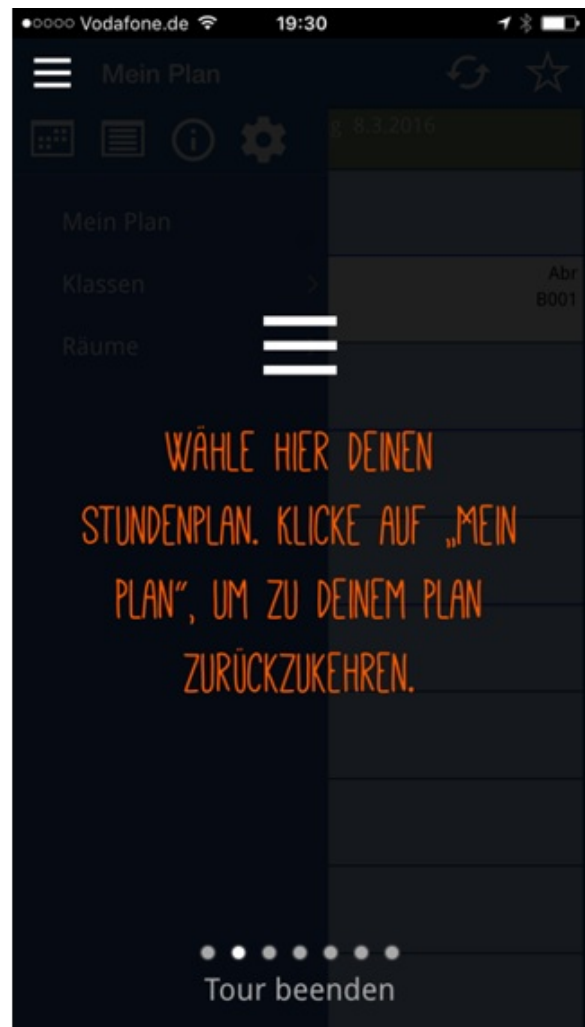 Vodafone.de 19:30
Mein Plan
g 8.3.2016
Mein Plan
Klassen
Abr
B001
Räume
WÄHLE HIER DEINEN
STUNDENPLAN. KLICKE AUF „MEIN
PLAN“, UM ZU DEINEM PLAN
ZURÜCKZUKEHREN.
Tour beenden